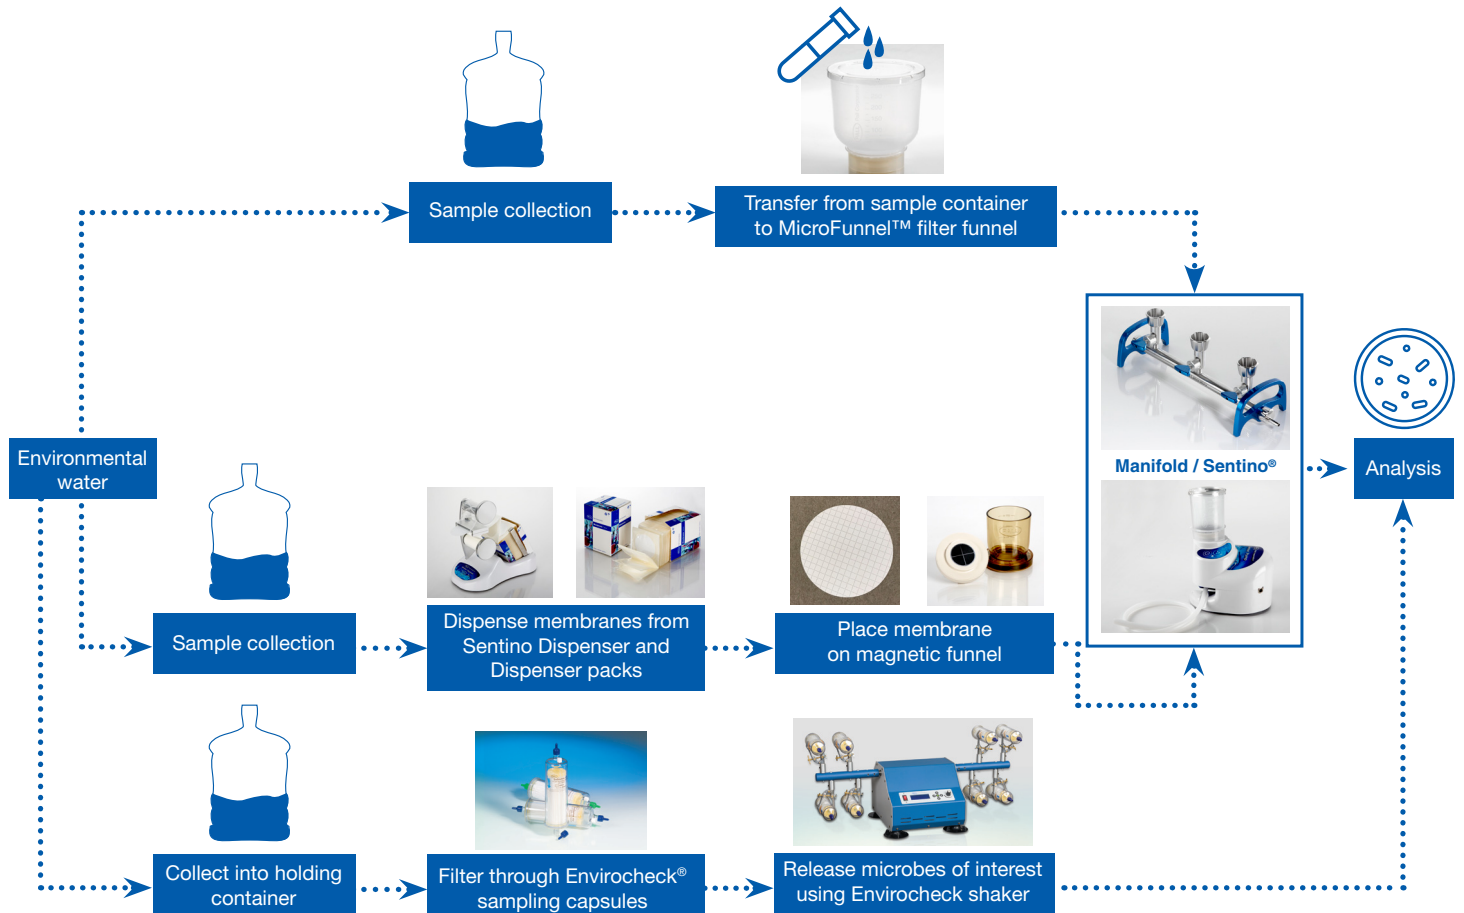 Sample collection
Transfer from sample container
to MicroFunnel™ filter funnel
Environmental
water
Manifold / Sentino®
Analysis
Sample collection
Dispense membranes from
Sentino Dispenser and
Dispenser packs
Place membrane
on magnetic funnel
Collect into holding
container
Filter through Envirocheck®
sampling capsules
Release microbes of interest
using Envirocheck shaker